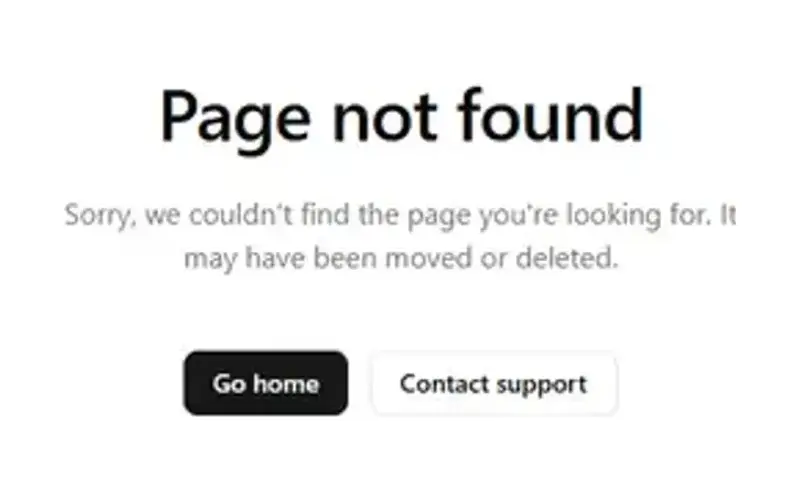 Page not found
Sorry, we couldn't find the page you're looking for. It
may have been moved or deleted.
Go home
Contact support